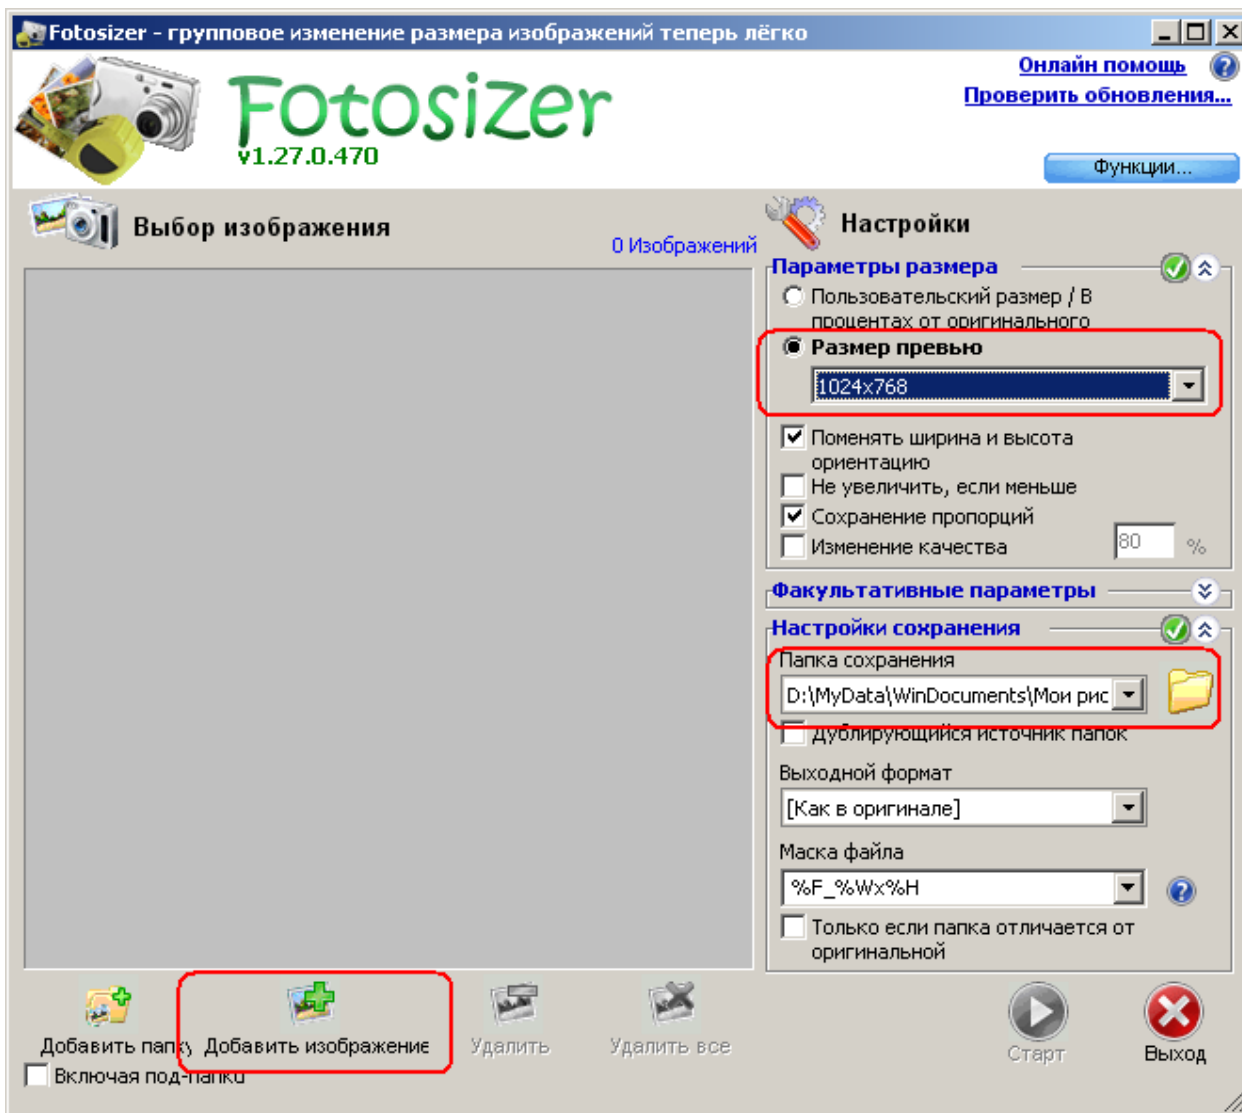 Fotosizer - групповое изменение размера изображений теперь лёгко
Онлайн помощь
Проверить обновления...
Fotosizer
v1.27.0.470
Функции...
Выбор изображения
0 Изображений
Настройки
Параметры размера
Пользовательский размер / В
процентах от оригинального
Размер превью
1024x768
Поменять ширина и высота
ориентацию
Не увеличить, если меньше
Сохранение пропорций
Изменение качества
80 %
Факультативные параметры
Настройки сохранения
Папка сохранения
D:\MyData\WinDocuments\Мои рис
Дублирующийся источник папок
Выходной формат
[Как в оригинале]
Маска файла
%F_%Wx%H
Только если папка отличается от
оригинальной
Добавить папку
Добавить изображение
Удалить
Удалить все
Старт
Выход
Включая под-папки